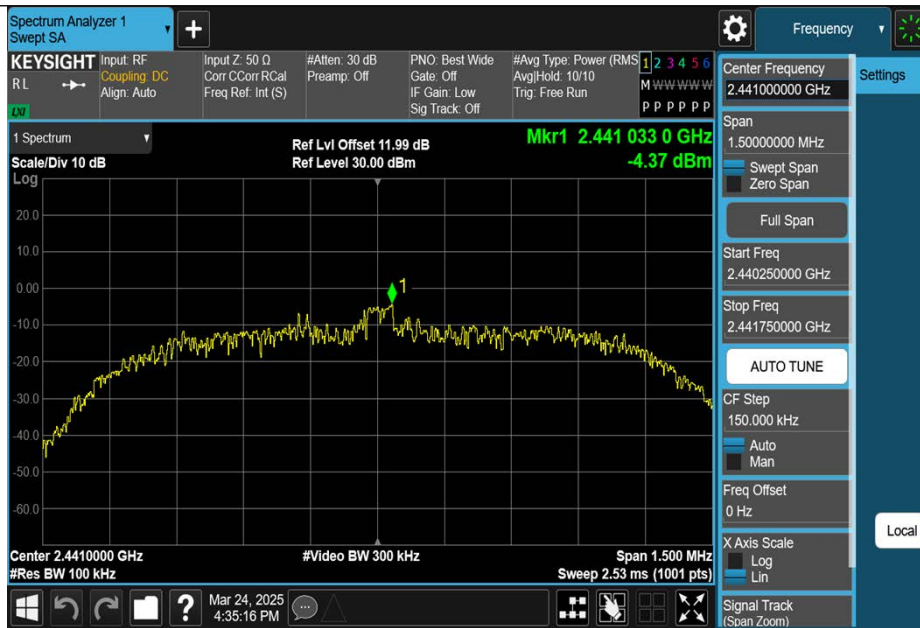 Spectrum Analyzer 1
Swept SA
Frequency
KEYSIGHT
R L
LXI
Input: RF
Coupling: DC
Align: Auto
Input Z: 50 Ω
Corr CCorr RCal
Freq Ref: Int (S)
#Atten: 30 dB
Preamp: Off
PNO: Best Wide
Gate: Off
IF Gain: Low
Sig Track: Off
#Avg Type: Power (RMS
Avg|Hold: 10/10
Trig: Free Run
1 2 3 4 5 6
M W W W W W
P P P P P P
1 Spectrum
Scale/Div 10 dB
Log
Ref Lvl Offset 11.99 dB
Ref Level 30.00 dBm
Mkr1 2.441 033 0 GHz
-4.37 dBm
20.0
10.0
0.00
-10.0
-20.0
-30.0
-40.0
-50.0
-60.0
1
Center 2.4410000 GHz
#Res BW 100 kHz
#Video BW 300 kHz
Span 1.500 MHz
Sweep 2.53 ms (1001 pts)
?
Mar 24, 2025
4:35:16 PM
Center Frequency
2.441000000 GHz
Span
1.50000000 MHz
Swept Span
Zero Span
Full Span
Start Freq
2.440250000 GHz
Stop Freq
2.441750000 GHz
AUTO TUNE
CF Step
150.000 kHz
Auto
Man
Freq Offset
0 Hz
X Axis Scale
Log
Lin
Signal Track
(Span Zoom)
Settings
Local